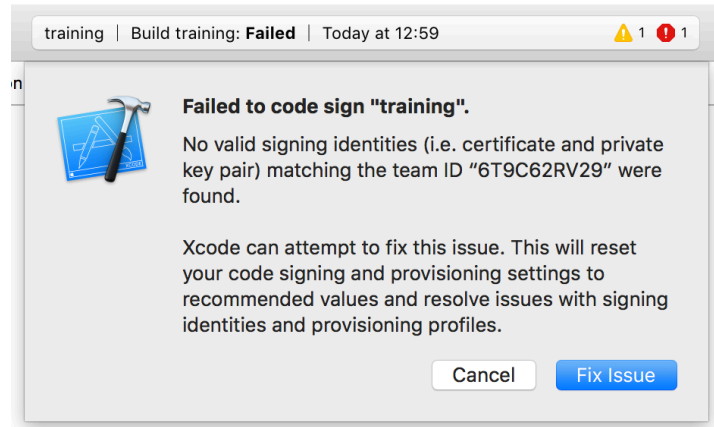 training | Build training: Failed | Today at 12:59 1 1
on
Failed to code sign "training".
No valid signing identities (i.e. certificate and private
key pair) matching the team ID “6T9C62RV29” were
found.
Xcode can attempt to fix this issue. This will reset
your code signing and provisioning settings to
recommended values and resolve issues with signing
identities and provisioning profiles.
Cancel Fix Issue